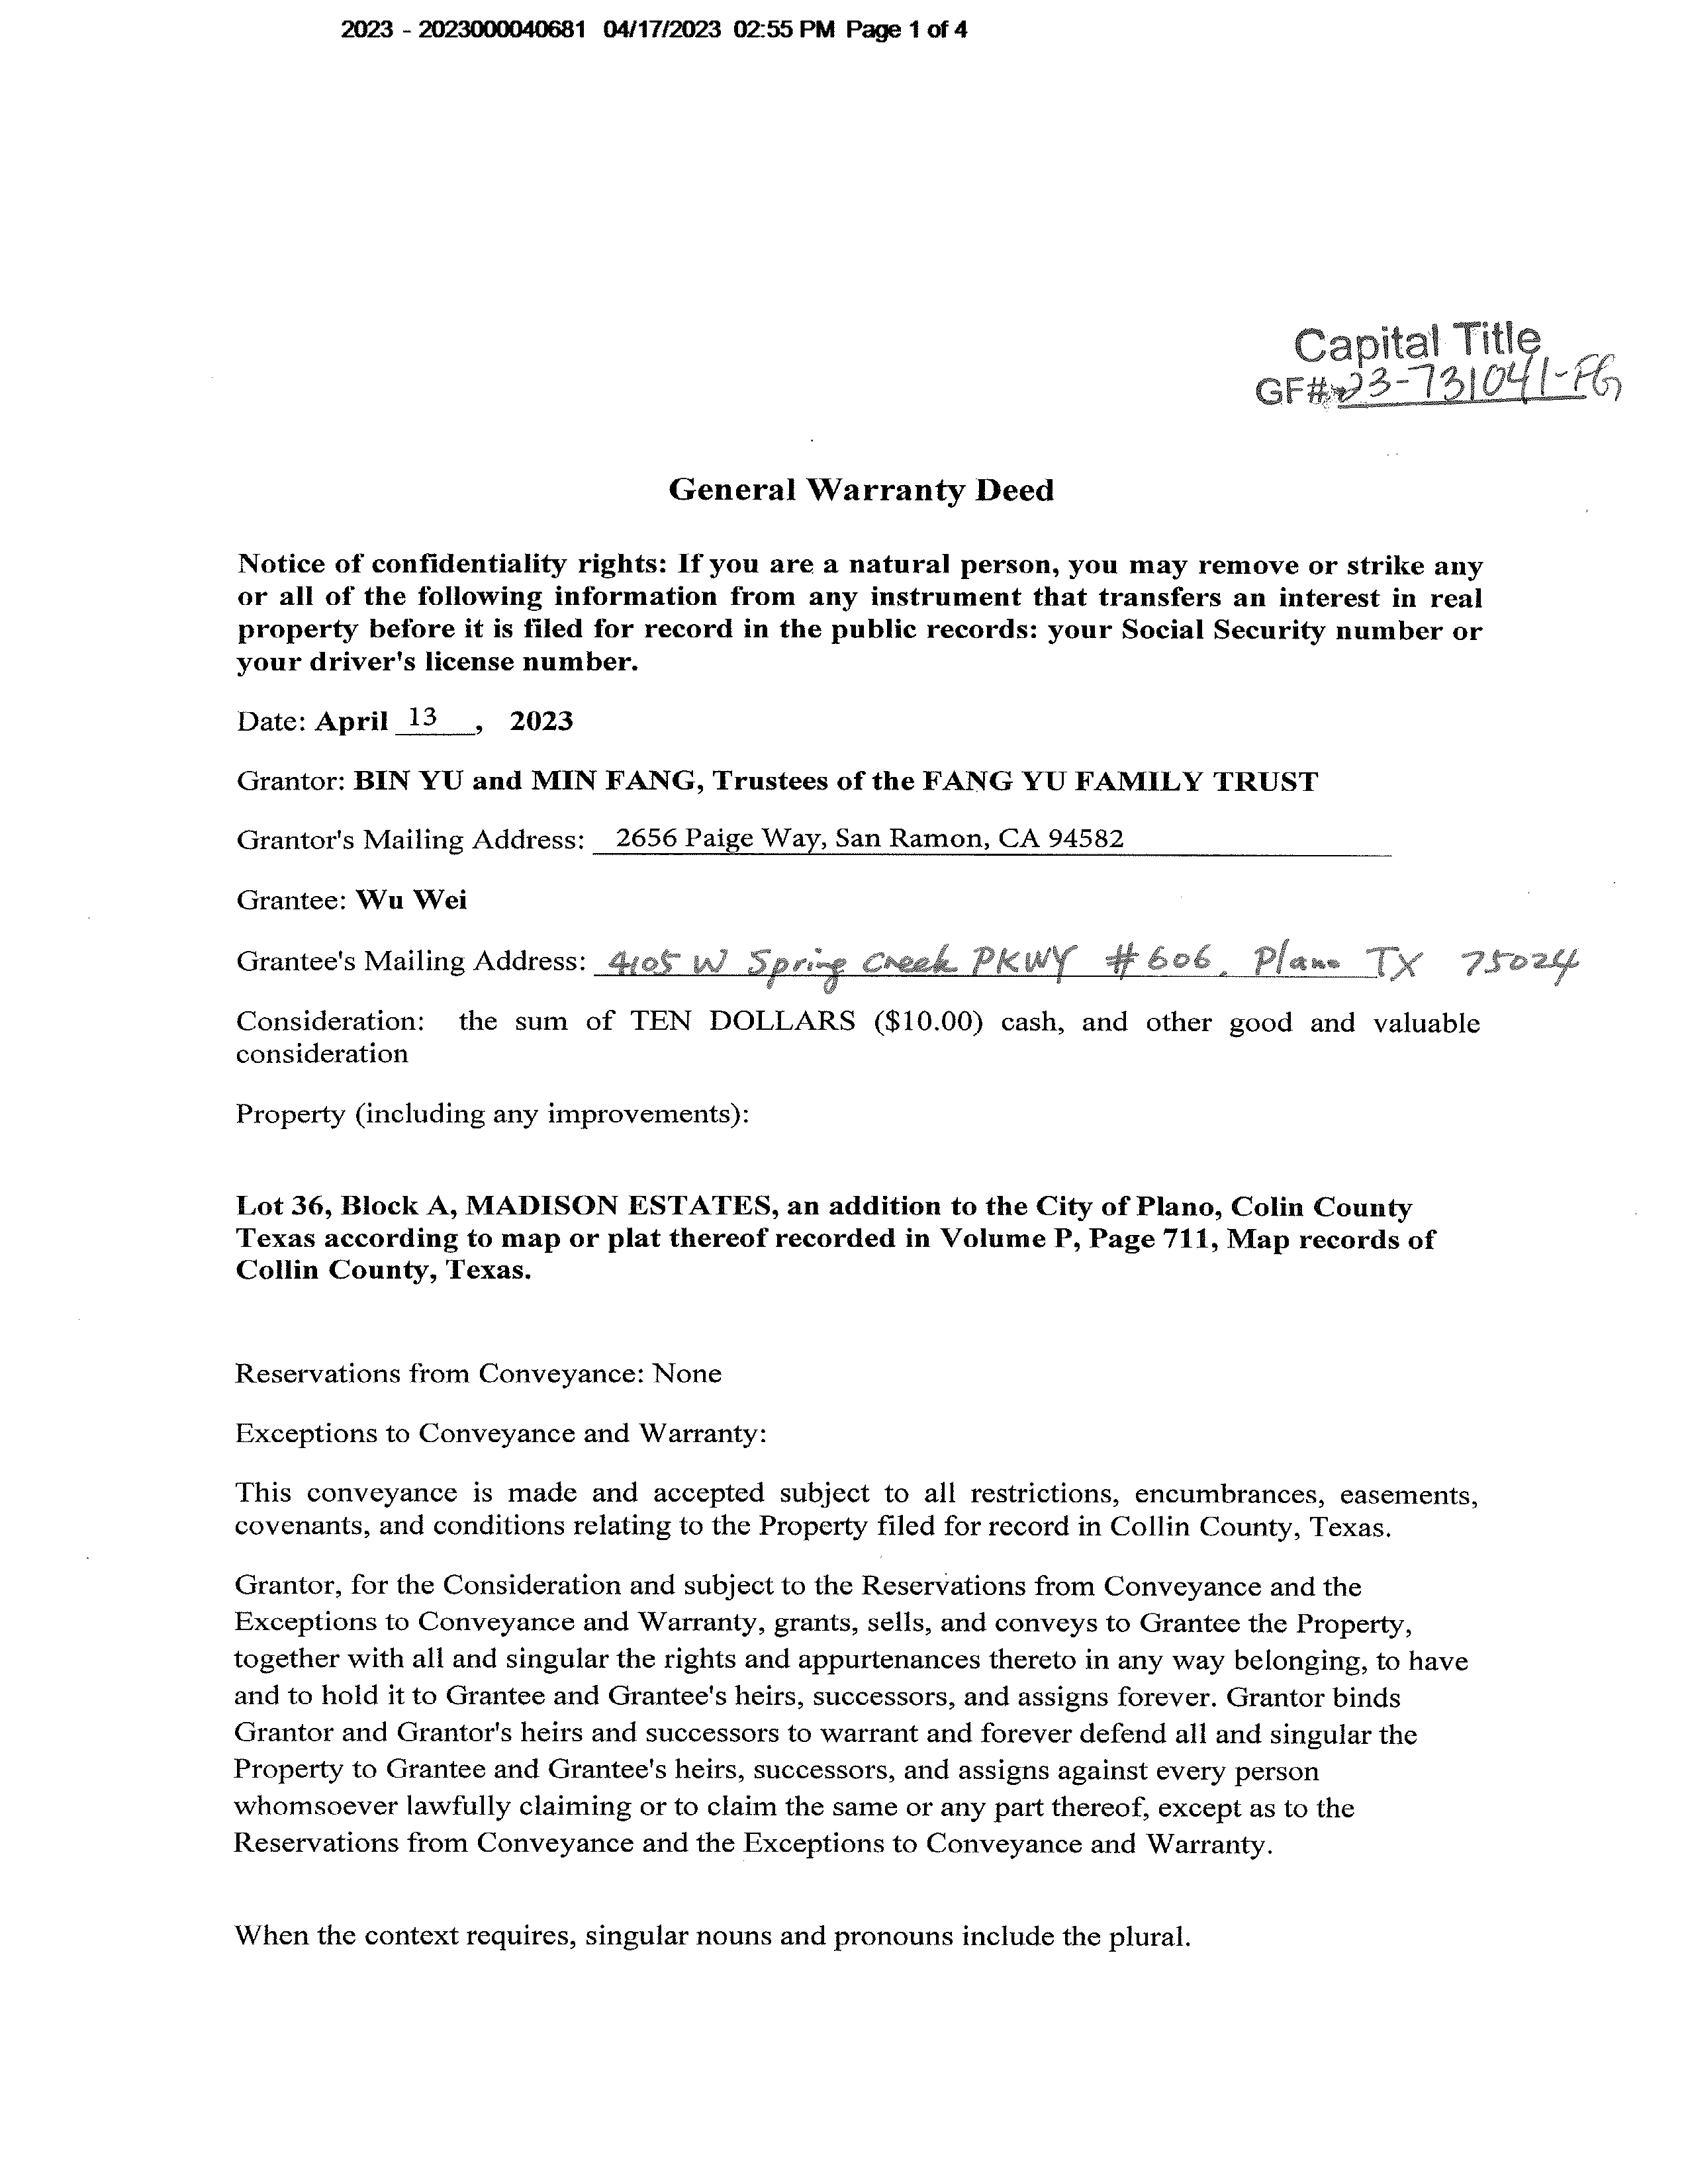 2023 - 2023000040681 04/17/2023 02:55 PM Page 1 of 4
Capital Title
GF# 23-731041-PG
General Warranty Deed
Notice of confidentiality rights: If you are a natural person, you may remove or strike any
or all of the following information from any instrument that transfers an interest in real
property before it is filed for record in the public records: your Social Security number or
your driver's license number.
Date: April 13, 2023
Grantor: BIN YU and MIN FANG, Trustees of the FANG YU FAMILY TRUST
Grantor's Mailing Address: 2656 Paige Way, San Ramon, CA 94582
Grantee: Wu Wei
Grantee's Mailing Address: 4105 W Spring Creek PKWY #606, Plano TX 75024
Consideration: the sum of TEN DOLLARS ($10.00) cash, and other good and valuable
consideration
Property (including any improvements):
Lot 36, Block A, MADISON ESTATES, an addition to the City of Plano, Colin County
Texas according to map or plat thereof recorded in Volume P, Page 711, Map records of
Collin County, Texas.
Reservations from Conveyance: None
Exceptions to Conveyance and Warranty:
This conveyance is made and accepted subject to all restrictions, encumbrances, easements,
covenants, and conditions relating to the Property filed for record in Collin County, Texas.
Grantor, for the Consideration and subject to the Reservations from Conveyance and the
Exceptions to Conveyance and Warranty, grants, sells, and conveys to Grantee the Property,
together with all and singular the rights and appurtenances thereto in any way belonging, to have
and to hold it to Grantee and Grantee's heirs, successors, and assigns forever. Grantor binds
Grantor and Grantor's heirs and successors to warrant and forever defend all and singular the
Property to Grantee and Grantee's heirs, successors, and assigns against every person
whomsoever lawfully claiming or to claim the same or any part thereof, except as to the
Reservations from Conveyance and the Exceptions to Conveyance and Warranty.
When the context requires, singular nouns and pronouns include the plural.